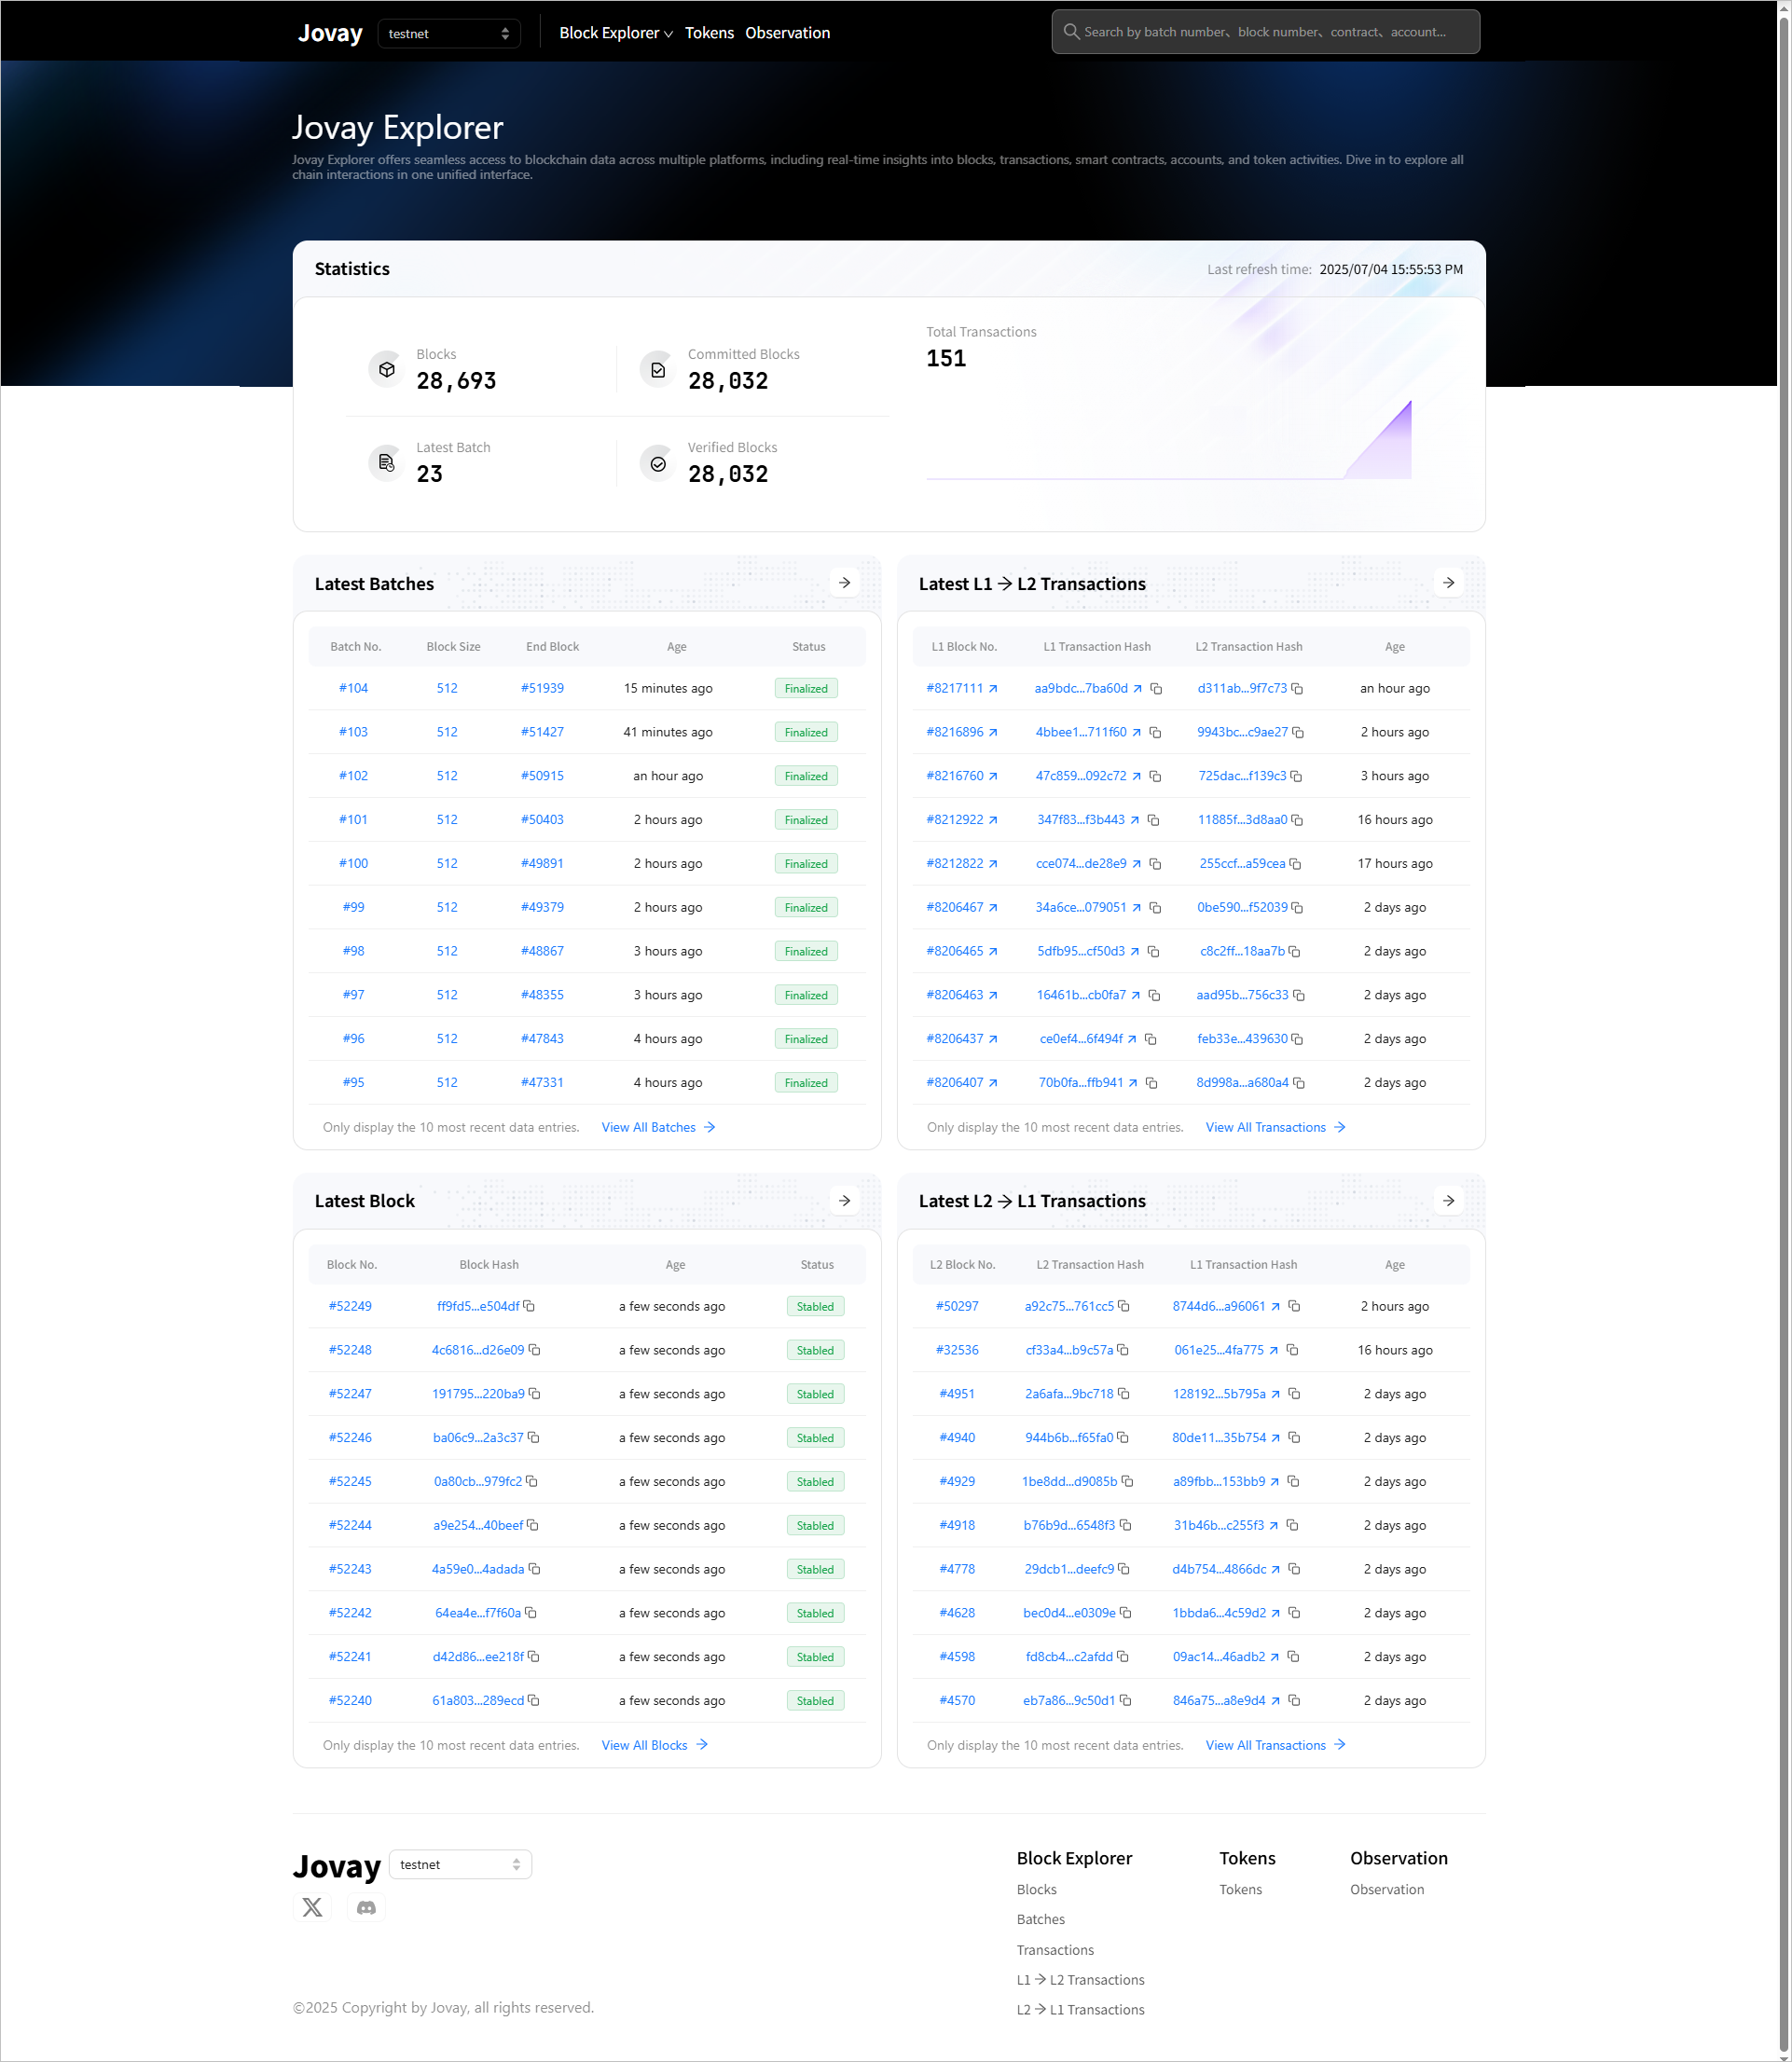 Jovay testnet Block Explorer Tokens Observation Search by batch number、block number、contract、account...
Jovay Explorer
Jovay Explorer offers seamless access to blockchain data across multiple platforms, including real-time insights into blocks, transactions, smart contracts, accounts, and token activities. Dive in to explore all
chain interactions in one unified interface.
Statistics Last refresh time: 2025/07/04 15:55:53 PM
Blocks
28,693
Committed Blocks
28,032
Latest Batch
23
Verified Blocks
28,032
Total Transactions
151
Latest Batches
Batch No. Block Size End Block Age Status
#104 512 #51939 15 minutes ago Finalized
#103 512 #51427 41 minutes ago Finalized
#102 512 #50915 an hour ago Finalized
#101 512 #50403 2 hours ago Finalized
#100 512 #49891 2 hours ago Finalized
#99 512 #49379 2 hours ago Finalized
#98 512 #48867 3 hours ago Finalized
#97 512 #48355 3 hours ago Finalized
#96 512 #47843 4 hours ago Finalized
#95 512 #47331 4 hours ago Finalized
Only display the 10 most recent data entries. View All Batches →
Latest L1 → L2 Transactions
L1 Block No. L1 Transaction Hash L2 Transaction Hash Age
#8217111 aa9bdc...7ba60d d311ab...9f7c73 an hour ago
#8216896 4bbee1...711f60 9943bc...c9ae27 2 hours ago
#8216760 47c859...092c72 725dac...f139c3 3 hours ago
#8212922 347f83...f3b443 11885f...3d8aa0 16 hours ago
#8212822 cce074...de28e9 255ccf...a59cea 17 hours ago
#8206467 34a6ce...079051 0be590...f52039 2 days ago
#8206465 5dfb95...cf50d3 c8c2ff...18aa7b 2 days ago
#8206463 16461b...cb0fa7 aad95b...756c33 2 days ago
#8206437 ce0ef4...6f494f feb33e...439630 2 days ago
#8206407 70b0fa...ffb941 8d998a...a680a4 2 days ago
Only display the 10 most recent data entries. View All Transactions →
Latest Block
Block No. Block Hash Age Status
#52249 ff9fd5...e504df a few seconds ago Stabled
#52248 4c6816...d26e09 a few seconds ago Stabled
#52247 191795...220ba9 a few seconds ago Stabled
#52246 ba06c9...2a3c37 a few seconds ago Stabled
#52245 0a80cb...979fc2 a few seconds ago Stabled
#52244 a9e254...40beef a few seconds ago Stabled
#52243 4a59e0...4adada a few seconds ago Stabled
#52242 64ea4e...f7f60a a few seconds ago Stabled
#52241 d42d86...ee218f a few seconds ago Stabled
#52240 61a803...289ecd a few seconds ago Stabled
Only display the 10 most recent data entries. View All Blocks →
Latest L2 → L1 Transactions
L2 Block No. L2 Transaction Hash L1 Transaction Hash Age
#50297 a92c75...761cc5 8744d6...a96061 2 hours ago
#32536 cf33a4...b9c57a 061e25...4fa775 16 hours ago
#4951 2a6afa...9bc718 128192...5b795a 2 days ago
#4940 944b6b...f65fa0 80de11...35b754 2 days ago
#4929 1be8dd...d9085b a89fbb...153bb9 2 days ago
#4918 b76b9d...6548f3 31b46b...c255f3 2 days ago
#4778 29dcb1...deefc9 d4b754...4866dc 2 days ago
#4628 bec0d4...e0309e 1bbda6...4c59d2 2 days ago
#4598 fd8cb4...c2afdd 09ac14...46adb2 2 days ago
#4570 eb7a86...9c50d1 846a75...a8e9d4 2 days ago
Only display the 10 most recent data entries. View All Transactions →
Jovay testnet
Block Explorer
Blocks
Batches
Transactions
L1 → L2 Transactions
L2 → L1 Transactions
Tokens
Tokens
Observation
Observation
©2025 Copyright by Jovay, all rights reserved.